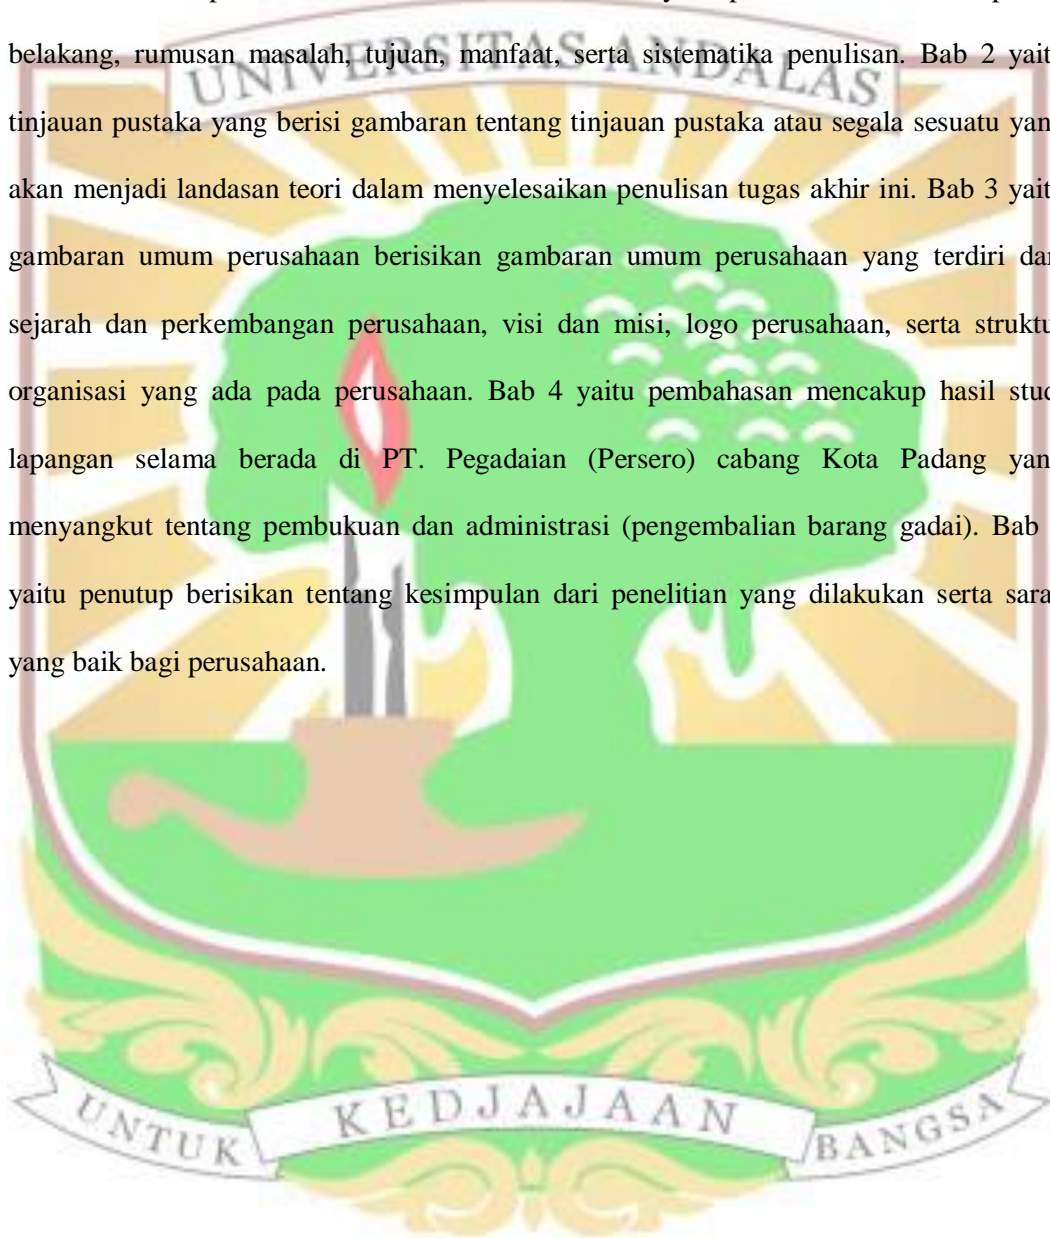 UNIVERSITAS ANDALAS
belakang, rumusan masalah, tujuan, manfaat, serta sistematika penulisan. Bab 2 yait
tinjauan pustaka yang berisi gambaran tentang tinjauan pustaka atau segala sesuatu yan
akan menjadi landasan teori dalam menyelesaikan penulisan tugas akhir ini. Bab 3 yait
gambaran umum perusahaan berisikan gambaran umum perusahaan yang terdiri dar
sejarah dan perkembangan perusahaan, visi dan misi, logo perusahaan, serta struktu
organisasi yang ada pada perusahaan. Bab 4 yaitu pembahasan mencakup hasil stud
lapangan selama berada di PT. Pegadaian (Persero) cabang Kota Padang yan
menyangkut tentang pembukuan dan administrasi (pengembalian barang gadai). Bab
yaitu penutup berisikan tentang kesimpulan dari penelitian yang dilakukan serta sara
yang baik bagi perusahaan.
UNTUK KEDJAJAAN BANGSA